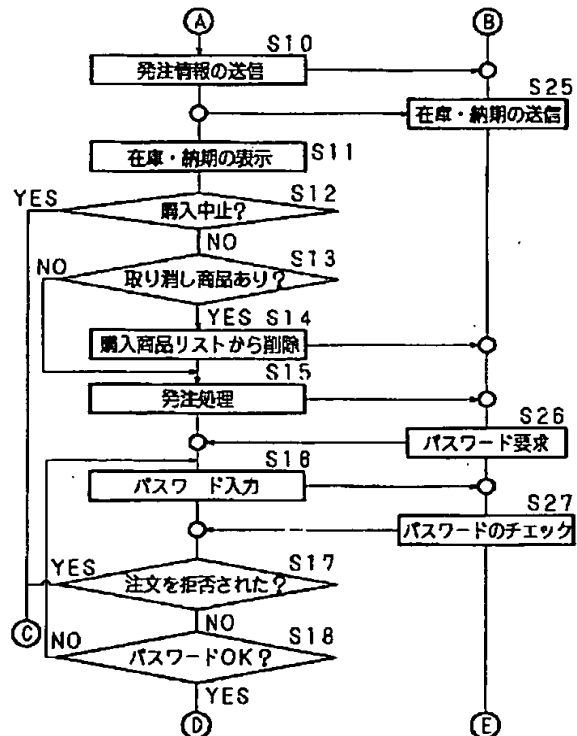 A
B
S10
発注情報の送信
S25
在庫・納期の送信
在庫・納期の表示
S11
YES
S12
購入中止?
NO
S13
NO
取り消し商品あり?
YES
S14
購入商品リストから削除
S15
発注処理
S26
パスワード要求
S16
パスワード入力
S27
パスワードのチェック
YES
S17
注文を拒否された?
C
NO
S18
NO
パスワードOK?
YES
D
E